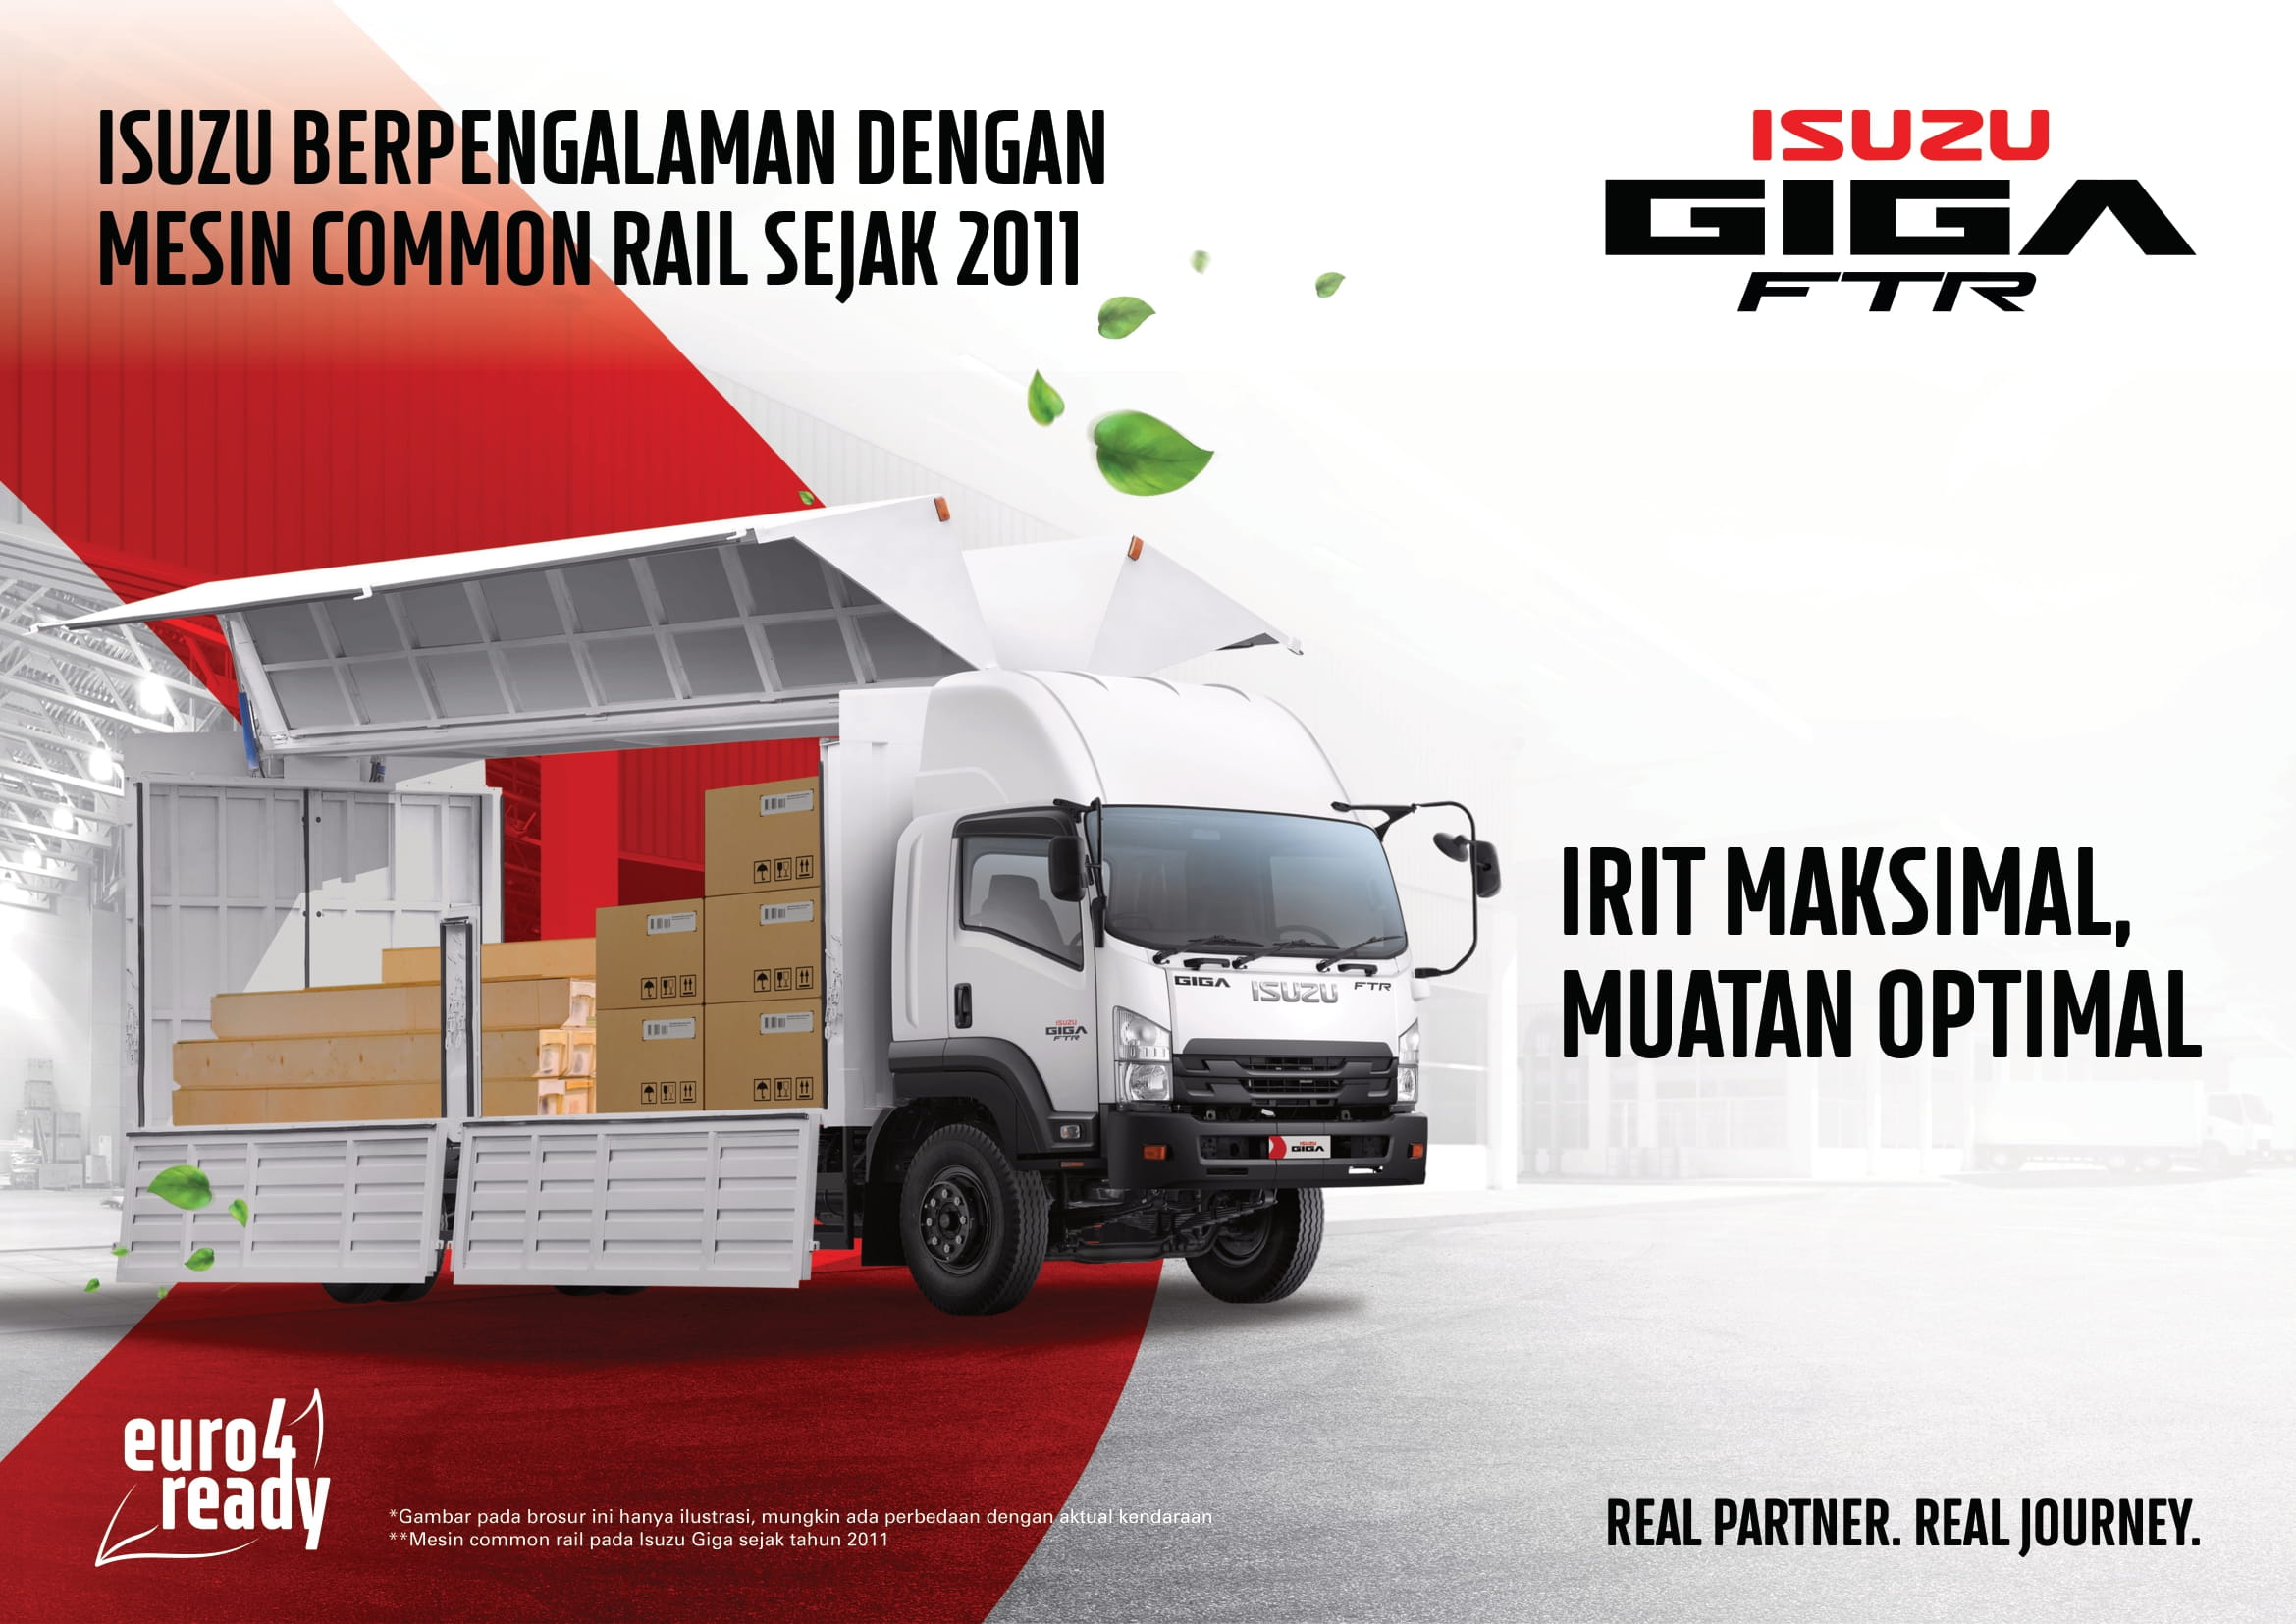 ISUZU BERPENGALAMAN DENGAN
MESIN COMMON RAIL SEJAK 2011
ISUZU
GIGA
FTR
IRIT MAKSIMAL,
MUATAN OPTIMAL
GIGA ISUZU FTR
ISUZU
GIGA
FTR
ISUZU
GIGA
euro4
ready
*Gambar pada brosur ini hanya ilustrasi, mungkin ada perbedaan dengan aktual kendaraan
**Mesin common rail pada Isuzu Giga sejak tahun 2011
REAL PARTNER. REAL JOURNEY.